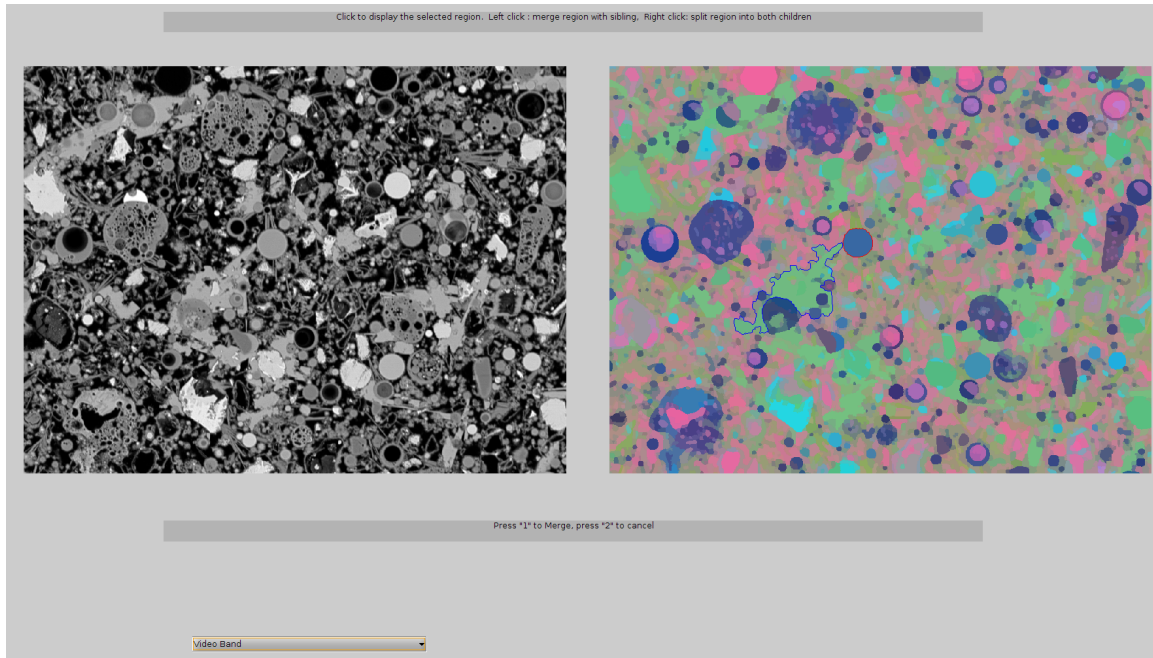 Click to display the selected region.  Left click : merge region with sibling,  Right click: split region into both children
Press "1" to Merge, press "2" to cancel
Video Band